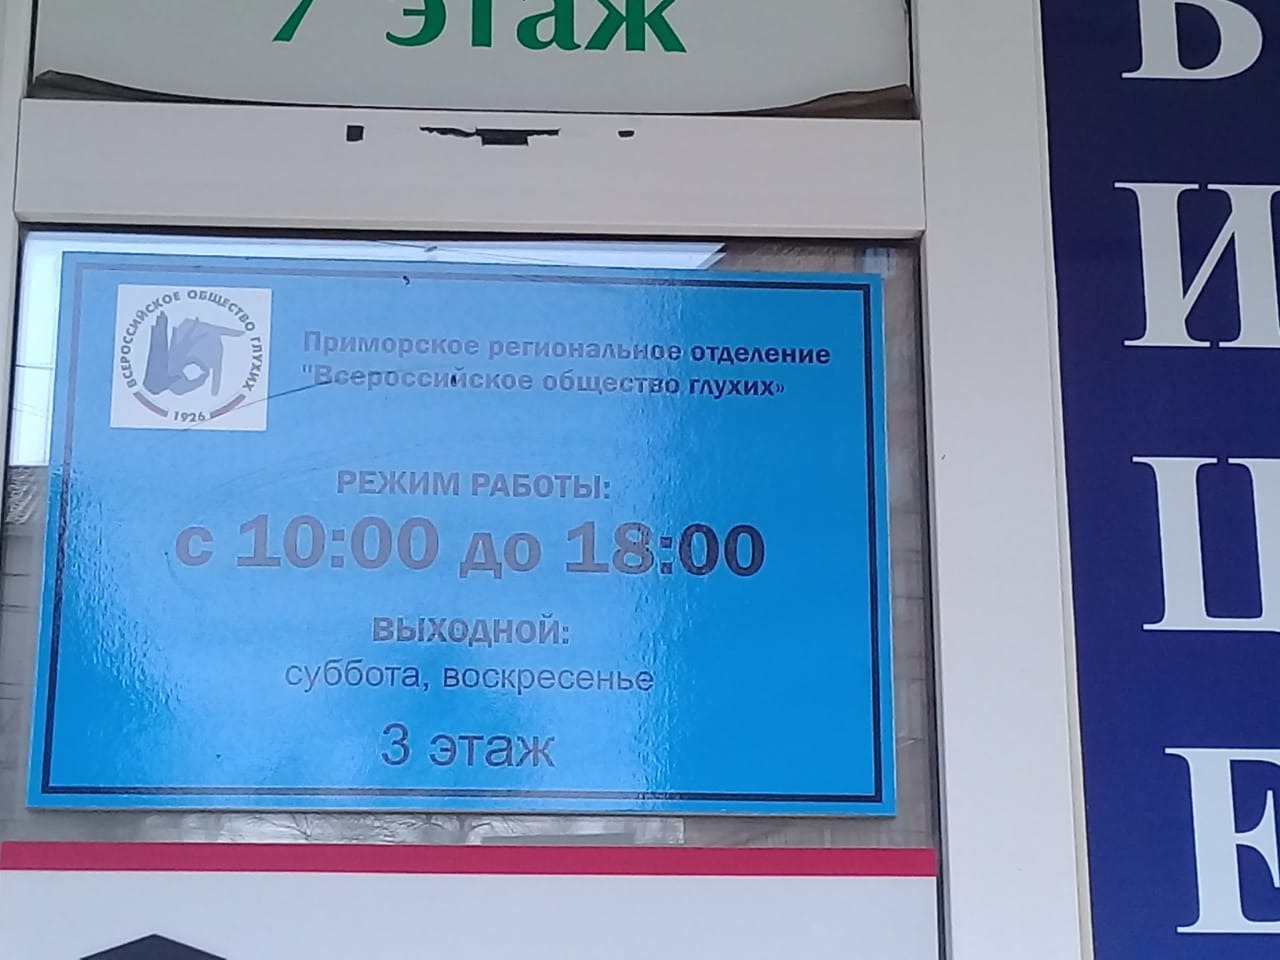 7 этаж
ВСЕРОССИЙСКОЕ ОБЩЕСТВО ГЛУХИХ
1926
Приморское региональное отделение
"Всероссийское общество глухих»
РЕЖИМ РАБОТЫ:
с 10:00 до 18:00
ВЫХОДНОЙ:
суббота, воскресенье
3 этаж